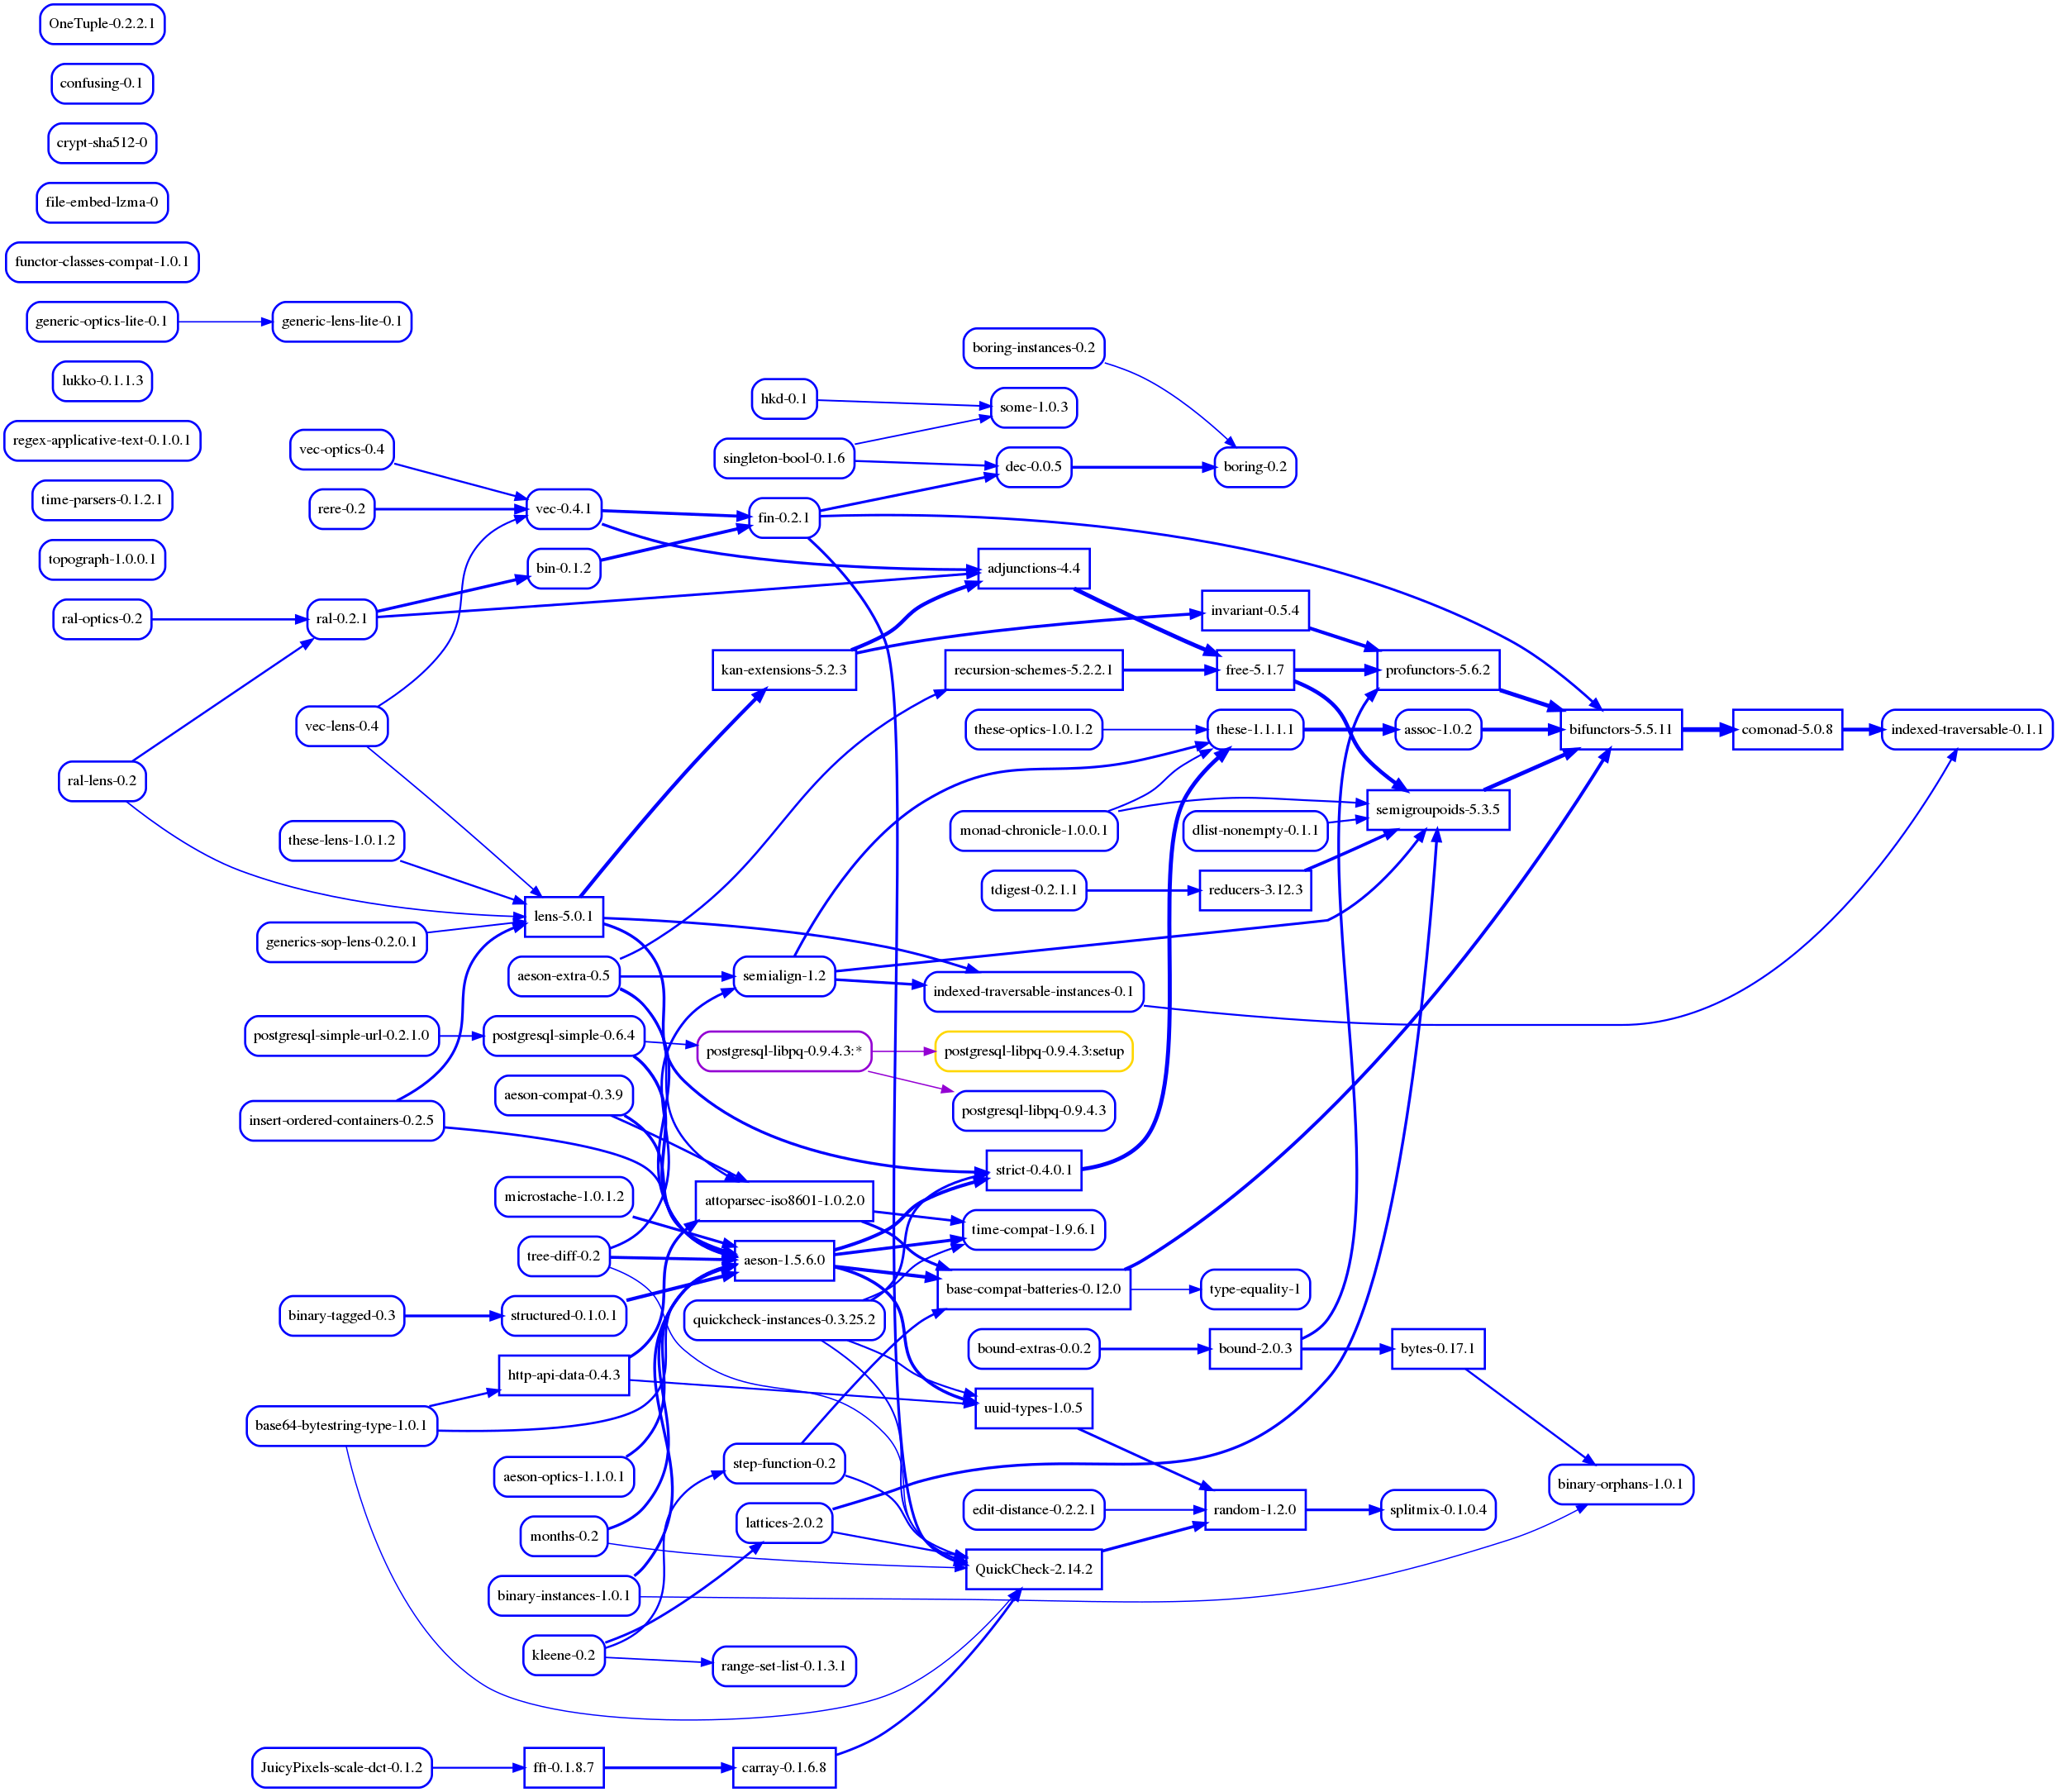 OneTuple-0.2.2.1
confusing-0.1
crypt-sha512-0
file-embed-lzma-0
functor-classes-compat-1.0.1
generic-optics-lite-0.1
generic-lens-lite-0.1
lukko-0.1.1.3
regex-applicative-text-0.1.0.1
time-parsers-0.1.2.1
topograph-1.0.0.1
ral-optics-0.2
ral-lens-0.2
vec-optics-0.4
rere-0.2
ral-0.2.1
vec-lens-0.4
these-lens-1.0.1.2
generics-sop-lens-0.2.0.1
postgresql-simple-url-0.2.1.0
insert-ordered-containers-0.2.5
binary-tagged-0.3
base64-bytestring-type-1.0.1
JuicyPixels-scale-dct-0.1.2
vec-0.4.1
bin-0.1.2
lens-5.0.1
aeson-extra-0.5
postgresql-simple-0.6.4
aeson-compat-0.3.9
microstache-1.0.1.2
tree-diff-0.2
structured-0.1.0.1
http-api-data-0.4.3
aeson-optics-1.1.0.1
months-0.2
binary-instances-1.0.1
kleene-0.2
fft-0.1.8.7
hkd-0.1
singleton-bool-0.1.6
fin-0.2.1
kan-extensions-5.2.3
semialign-1.2
postgresql-libpq-0.9.4.3:*
attoparsec-iso8601-1.0.2.0
aeson-1.5.6.0
quickcheck-instances-0.3.25.2
step-function-0.2
lattices-2.0.2
range-set-list-0.1.3.1
carray-0.1.6.8
boring-instances-0.2
some-1.0.3
dec-0.0.5
adjunctions-4.4
recursion-schemes-5.2.2.1
these-optics-1.0.1.2
monad-chronicle-1.0.0.1
tdigest-0.2.1.1
indexed-traversable-instances-0.1
postgresql-libpq-0.9.4.3:setup
postgresql-libpq-0.9.4.3
strict-0.4.0.1
time-compat-1.9.6.1
base-compat-batteries-0.12.0
bound-extras-0.0.2
uuid-types-1.0.5
edit-distance-0.2.2.1
QuickCheck-2.14.2
boring-0.2
invariant-0.5.4
free-5.1.7
these-1.1.1.1
dlist-nonempty-0.1.1
reducers-3.12.3
type-equality-1
bound-2.0.3
random-1.2.0
profunctors-5.6.2
assoc-1.0.2
semigroupoids-5.3.5
bytes-0.17.1
splitmix-0.1.0.4
bifunctors-5.5.11
binary-orphans-1.0.1
comonad-5.0.8
indexed-traversable-0.1.1